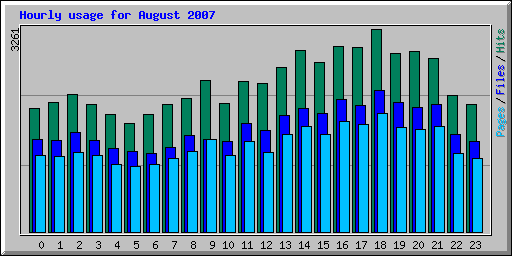 Hourly usage for August 2007
3261
Pages / Files / Hits
0 1 2 3 4 5 6 7 8 9 10 11 12 13 14 15 16 17 18 19 20 21 22 23